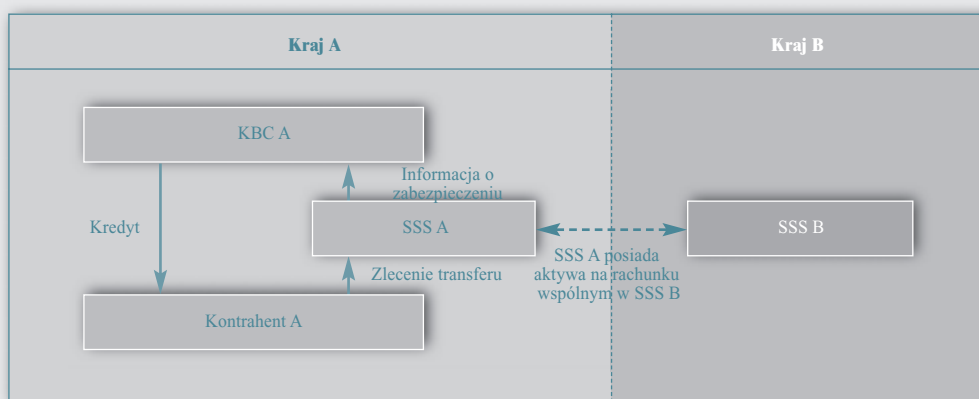 Kraj A
Kraj B
KBC A
Informacja o
zabezpieczeniu
Kredyt
SSS A
SSS B
SSS A posiada
aktywa na rachunku
wspólnym w SSS B
Zlecenie transferu
Kontrahent A